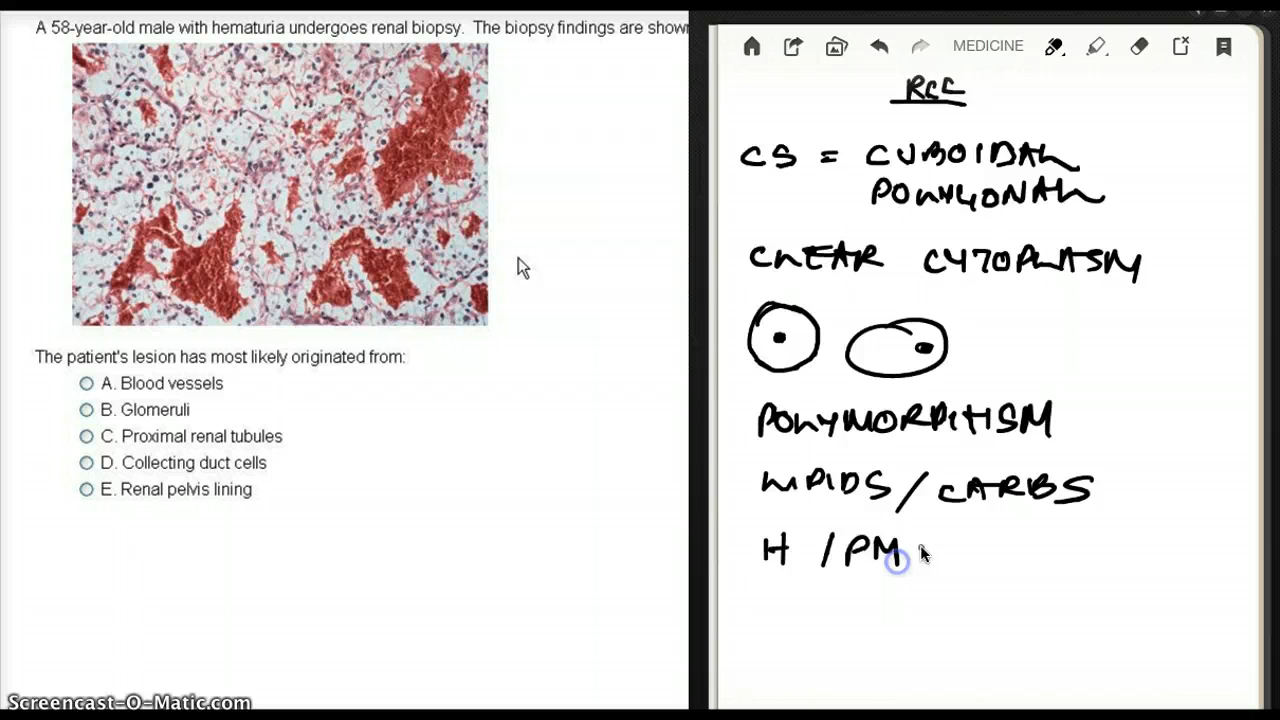 A 58-year-old male with hematuria undergoes renal biopsy.  The biopsy findings are shown
The patient's lesion has most likely originated from:
A. Blood vessels
B. Glomeruli
C. Proximal renal tubules
D. Collecting duct cells
E. Renal pelvis lining
Screencast-O-Matic.com
MEDICINE
RCC
CS = CUBOIDAL
POLYGONAL
CLEAR CYTOPLASM
POLYMORPHISM
LIPIDS / CARBS
H / PM